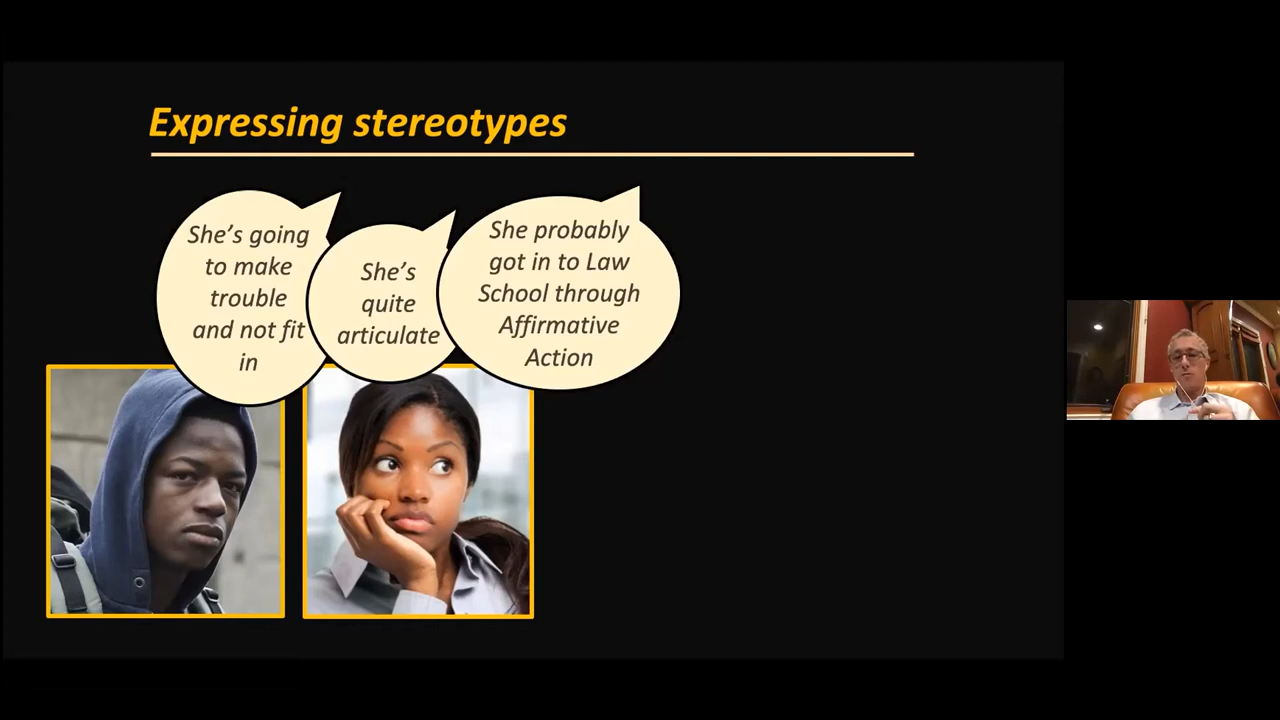 Expressing stereotypes
She’s going
to make
trouble
and not fit
in
She’s
quite
articulate
She probably
got in to Law
School through
Affirmative
Action